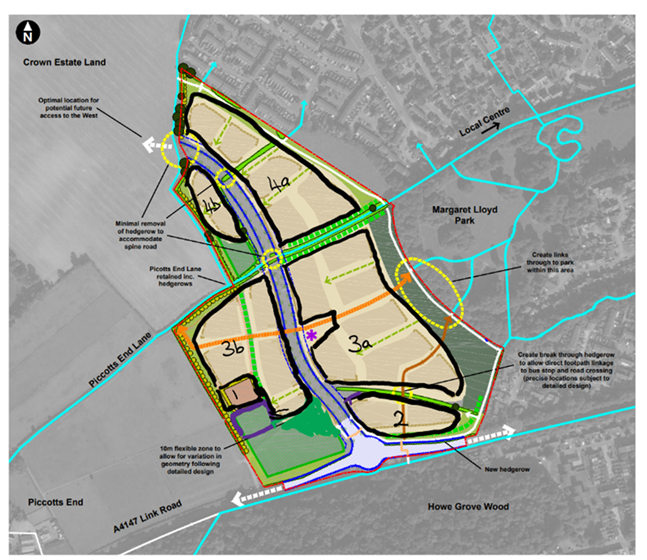 N
Crown Estate Land
Optimal location for
potential future
access to the West
Local Centre
4a
4b
Margaret Lloyd
Park
Minimal removal
of hedgerow to
accommodate
spine road
Create links
through to park
within this area
Picotts End Lane
retained inc.
hedgerows
Piccotts End Lane
3b
*
3a
Create break through hedgerow
to allow direct footpath linkage
to bus stop and road crossing
(precise locations subject to
detailed design)
1
2
10m flexible zone to
allow for variation in
geometry following
detailed design
New hedgerow
Piccotts End
A4147 Link Road
Howe Grove Wood